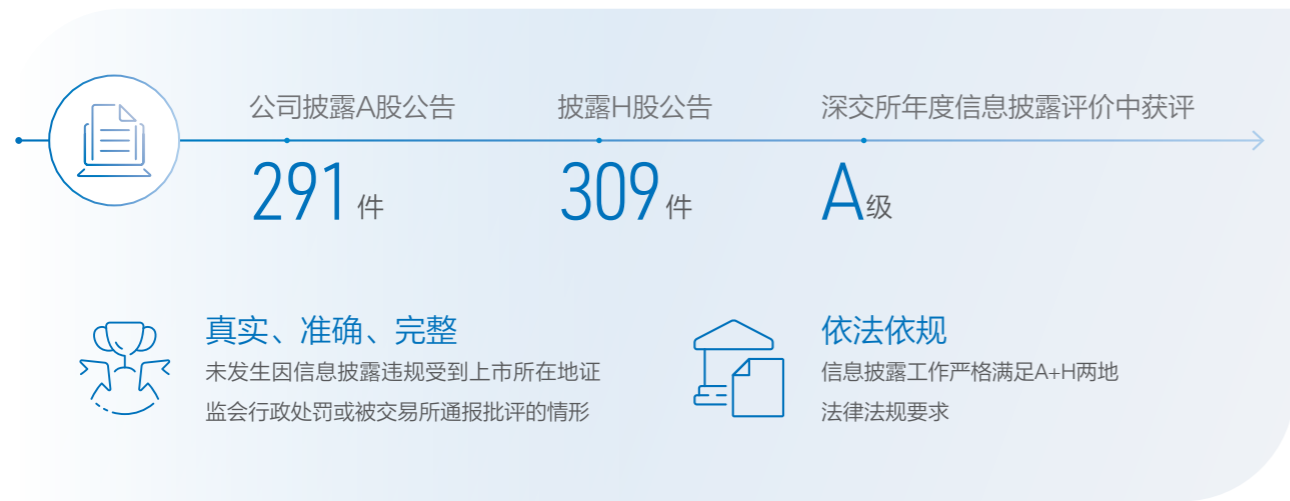 公司披露A股公告
291件
披露H股公告
309件
深交所年度信息披露评价中获评
A级
真实、准确、完整
未发生因信息披露违规受到上市所在地证
监会行政处罚或被交易所通报批评的情形
依法依规
信息披露工作严格满足A+H两地
法律法规要求